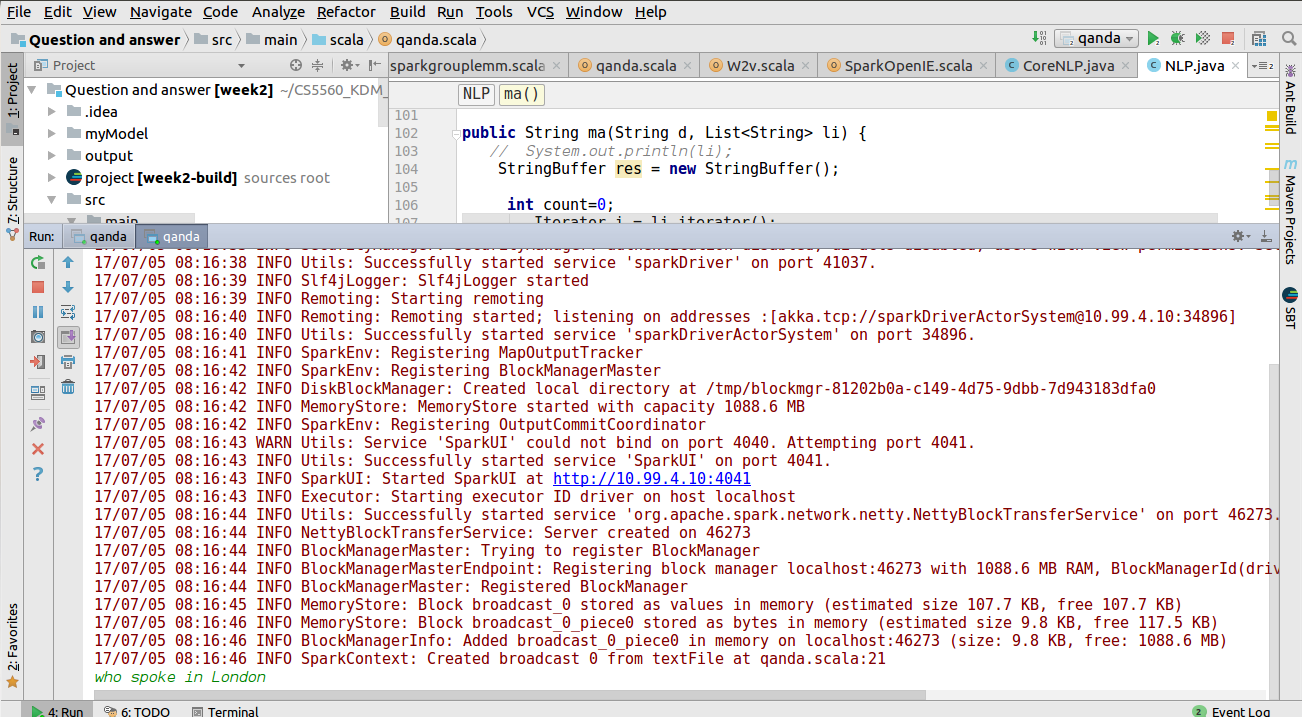 File Edit View Navigate Code Analyze Refactor Build Run Tools VCS Window Help
Question and answer src main scala qanda.scala qanda
1: Project
Project
sparkgrouplemm.scala qanda.scala W2v.scala SparkOpenIE.scala CoreNLP.java NLP.java
Question and answer [week2] ~/CS5560_KDM_
.idea
myModel
output
project [week2-build] sources root
src
main
NLP ma()
101
102 public String ma(String d, List<String> li) {
103 // System.out.println(li);
104 StringBuffer res = new StringBuffer();
105
106 int count=0;
107 Iterator i = li.iterator();
7: Structure
Ant Build
Maven Projects
SBT
Run: qanda qanda
17/07/05 08:16:38 INFO Utils: Successfully started service 'sparkDriver' on port 41037.
17/07/05 08:16:39 INFO Slf4jLogger: Slf4jLogger started
17/07/05 08:16:39 INFO Remoting: Starting remoting
17/07/05 08:16:40 INFO Remoting: Remoting started; listening on addresses :[akka.tcp://sparkDriverActorSystem@10.99.4.10:34896]
17/07/05 08:16:40 INFO Utils: Successfully started service 'sparkDriverActorSystem' on port 34896.
17/07/05 08:16:41 INFO SparkEnv: Registering MapOutputTracker
17/07/05 08:16:42 INFO SparkEnv: Registering BlockManagerMaster
17/07/05 08:16:42 INFO DiskBlockManager: Created local directory at /tmp/blockmgr-81202b0a-c149-4d75-9dbb-7d943183dfa0
17/07/05 08:16:42 INFO MemoryStore: MemoryStore started with capacity 1088.6 MB
17/07/05 08:16:42 INFO SparkEnv: Registering OutputCommitCoordinator
17/07/05 08:16:43 WARN Utils: Service 'SparkUI' could not bind on port 4040. Attempting port 4041.
17/07/05 08:16:43 INFO Utils: Successfully started service 'SparkUI' on port 4041.
17/07/05 08:16:43 INFO SparkUI: Started SparkUI at http://10.99.4.10:4041
17/07/05 08:16:43 INFO Executor: Starting executor ID driver on host localhost
17/07/05 08:16:44 INFO Utils: Successfully started service 'org.apache.spark.network.netty.NettyBlockTransferService' on port 46273.
17/07/05 08:16:44 INFO NettyBlockTransferService: Server created on 46273
17/07/05 08:16:44 INFO BlockManagerMaster: Trying to register BlockManager
17/07/05 08:16:44 INFO BlockManagerMasterEndpoint: Registering block manager localhost:46273 with 1088.6 MB RAM, BlockManagerId(driv
17/07/05 08:16:44 INFO BlockManagerMaster: Registered BlockManager
17/07/05 08:16:45 INFO MemoryStore: Block broadcast_0 stored as values in memory (estimated size 107.7 KB, free 107.7 KB)
17/07/05 08:16:46 INFO MemoryStore: Block broadcast_0_piece0 stored as bytes in memory (estimated size 9.8 KB, free 117.5 KB)
17/07/05 08:16:46 INFO BlockManagerInfo: Added broadcast_0_piece0 in memory on localhost:46273 (size: 9.8 KB, free: 1088.6 MB)
17/07/05 08:16:46 INFO SparkContext: Created broadcast 0 from textFile at qanda.scala:21
who spoke in London
2: Favorites
4: Run 6: TODO Terminal 2 Event Log